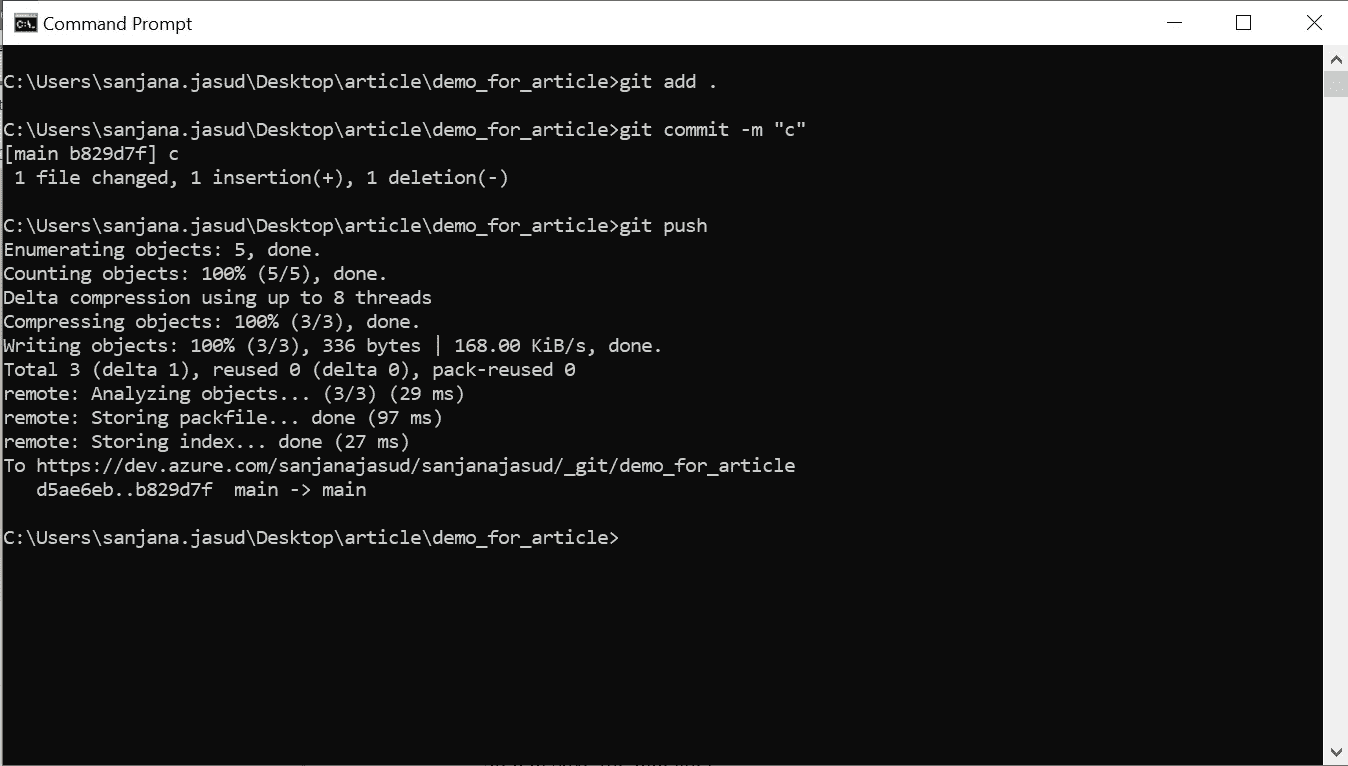 Command Prompt
C:\Users\sanjana.jasud\Desktop\article\demo_for_article>git add .
C:\Users\sanjana.jasud\Desktop\article\demo_for_article>git commit -m "c"
[main b829d7f] c
 1 file changed, 1 insertion(+), 1 deletion(-)
C:\Users\sanjana.jasud\Desktop\article\demo_for_article>git push
Enumerating objects: 5, done.
Counting objects: 100% (5/5), done.
Delta compression using up to 8 threads
Compressing objects: 100% (3/3), done.
Writing objects: 100% (3/3), 336 bytes | 168.00 KiB/s, done.
Total 3 (delta 1), reused 0 (delta 0), pack-reused 0
remote: Analyzing objects... (3/3) (29 ms)
remote: Storing packfile... done (97 ms)
remote: Storing index... done (27 ms)
To https://dev.azure.com/sanjanajasud/sanjanajasud/_git/demo_for_article
   d5ae6eb..b829d7f  main -> main
C:\Users\sanjana.jasud\Desktop\article\demo_for_article>